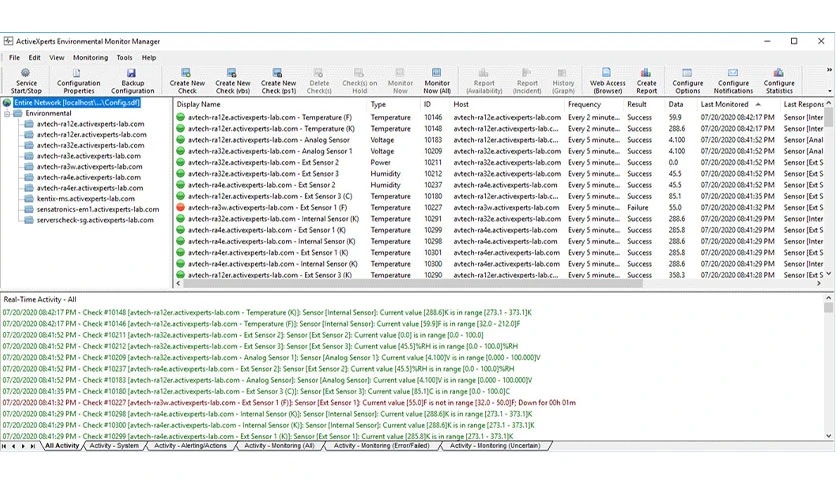 ActiveXperts Environmental Monitor Manager
File Edit View Monitoring Tools Help
Service Start/Stop Configuration Properties Backup Configuration Create New Check Create New Check (vbs) Create New Check (ps1) Delete Check(s) Check(s) on Hold Monitor Now Monitor Now (All) Report (Availability) Report (Incident) History (Graph) Web Access (Browser) Create Report Configure Options Configure Notifications Configure Statistics
Entire Network [localhost\...\Config.sdf]
Environmental
avtech-ra12e.activexperts-lab.com
avtech-ra12er.activexperts-lab.com
avtech-ra32e.activexperts-lab.com
avtech-ra3e.activexperts-lab.com
avtech-ra3w.activexperts-lab.com
avtech-ra4e.activexperts-lab.com
avtech-ra4er.activexperts-lab.com
kentix-ms.activexperts-lab.com
sensatronics-em1.activexperts-lab.com
serverscheck-sg.activexperts-lab.com
Display Name Type ID Host Frequency Result Data Last Monitored Last Respons
avtech-ra12er.activexperts-lab.com - Temperature (F) Temperature 10146 avtech-ra12er.activexperts-lab.c... Every 2 minute... Success 59.9 07/20/2020 08:42:17 PM Sensor [Inter
avtech-ra12er.activexperts-lab.com - Temperature (K) Temperature 10148 avtech-ra12er.activexperts-lab.c... Every 2 minute... Success 288.6 07/20/2020 08:42:17 PM Sensor [Inter
avtech-ra12er.activexperts-lab.com - Analog Sensor Voltage 10183 avtech-ra12er.activexperts-lab.c... Every 5 minute... Success 4.100 07/20/2020 08:41:52 PM Sensor [Anal
avtech-ra32e.activexperts-lab.com - Analog Sensor 1 Voltage 10209 avtech-ra32e.activexperts-lab.com Every 5 minute... Success 4.100 07/20/2020 08:41:52 PM Sensor [Anal
avtech-ra32e.activexperts-lab.com - Ext Sensor 2 Power 10211 avtech-ra32e.activexperts-lab.com Every 5 minute... Success 0.0 07/20/2020 08:41:52 PM Sensor [Ext S
avtech-ra32e.activexperts-lab.com - Ext Sensor 3 Humidity 10212 avtech-ra32e.activexperts-lab.com Every 5 minute... Success 45.5 07/20/2020 08:41:52 PM Sensor [Ext S
avtech-ra4e.activexperts-lab.com - Ext Sensor 2 Humidity 10237 avtech-ra4e.activexperts-lab.com Every 5 minute... Success 45.5 07/20/2020 08:41:52 PM Sensor [Ext S
avtech-ra12er.activexperts-lab.com - Ext Sensor 3 (C) Temperature 10180 avtech-ra12er.activexperts-lab.c... Every 5 minute... Success 85.1 07/20/2020 08:41:35 PM Sensor [Ext S
avtech-ra3w.activexperts-lab.com - Ext Sensor 1 (F) Temperature 10227 avtech-ra3w.activexperts-lab.com Every 5 minute... Failure 55.0 07/20/2020 08:41:32 PM Sensor [Ext S
avtech-ra32e.activexperts-lab.com - Internal Sensor (K) Temperature 10291 avtech-ra32e.activexperts-lab.com Every 5 minute... Success 288.6 07/20/2020 08:41:29 PM Sensor [Inter
avtech-ra4e.activexperts-lab.com - Ext Sensor 1 (K) Temperature 10299 avtech-ra4e.activexperts-lab.com Every 5 minute... Success 285.8 07/20/2020 08:41:29 PM Sensor [Ext S
avtech-ra4e.activexperts-lab.com - Internal Sensor (K) Temperature 10298 avtech-ra4e.activexperts-lab.com Every 5 minute... Success 288.6 07/20/2020 08:41:29 PM Sensor [Inter
avtech-ra4er.activexperts-lab.com - Ext Sensor 1 (K) Temperature 10301 avtech-ra4er.activexperts-lab.com Every 5 minute... Success 285.8 07/20/2020 08:41:29 PM Sensor [Ext S
avtech-ra4er.activexperts-lab.com - Internal Sensor (K) Temperature 10300 avtech-ra4er.activexperts-lab.com Every 5 minute... Success 288.6 07/20/2020 08:41:29 PM Sensor [Inter
avtech-ra12er.activexperts-lab.com - Ext Sensor 3 (K) Temperature 10290 avtech-ra12er.activexperts-lab.c... Every 5 minute... Success 358.3 07/20/2020 08:41:28 PM Sensor [Ext S
Real-Time Activity - All
07/20/2020 08:42:17 PM - Check #10148 [avtech-ra12er.activexperts-lab.com - Temperature (K)]: Sensor [Internal Sensor]: Current value [288.6]K is in range [273.1 - 373.1]K
07/20/2020 08:42:17 PM - Check #10146 [avtech-ra12er.activexperts-lab.com - Temperature (F)]: Sensor [Internal Sensor]: Current value [59.9]F is in range [32.0 - 212.0]F
07/20/2020 08:41:52 PM - Check #10211 [avtech-ra32e.activexperts-lab.com - Ext Sensor 2]: Sensor [Ext Sensor 2]: Current value [0.0] is in range [0.0 - 100.0]
07/20/2020 08:41:52 PM - Check #10212 [avtech-ra32e.activexperts-lab.com - Ext Sensor 3]: Sensor [Ext Sensor 3]: Current value [45.5]%RH is in range [0.0 - 100.0]%RH
07/20/2020 08:41:52 PM - Check #10209 [avtech-ra32e.activexperts-lab.com - Analog Sensor 1]: Sensor [Analog Sensor 1]: Current value [4.100]V is in range [0.000 - 100.000]V
07/20/2020 08:41:52 PM - Check #10237 [avtech-ra4e.activexperts-lab.com - Ext Sensor 2]: Sensor [Ext Sensor 2]: Current value [45.5]%RH is in range [0.0 - 100.0]%RH
07/20/2020 08:41:52 PM - Check #10183 [avtech-ra12er.activexperts-lab.com - Analog Sensor]: Sensor [Analog Sensor]: Current value [4.100]V is in range [0.000 - 100.000]V
07/20/2020 08:41:35 PM - Check #10180 [avtech-ra12er.activexperts-lab.com - Ext Sensor 3 (C)]: Sensor [Ext Sensor 3]: Current value [85.1]C is in range [0.0 - 100.0]C
07/20/2020 08:41:32 PM - Check #10227 [avtech-ra3w.activexperts-lab.com - Ext Sensor 1 (F)]: Sensor [Ext Sensor 1]: Current value [55.0]F is not in range [32.0 - 50.0]F; Down for 00h 01m
07/20/2020 08:41:29 PM - Check #10298 [avtech-ra4e.activexperts-lab.com - Internal Sensor (K)]: Sensor [Internal Sensor]: Current value [288.6]K is in range [273.1 - 373.1]K
07/20/2020 08:41:29 PM - Check #10300 [avtech-ra4er.activexperts-lab.com - Internal Sensor (K)]: Sensor [Internal Sensor]: Current value [288.6]K is in range [273.1 - 373.1]K
07/20/2020 08:41:29 PM - Check #10299 [avtech-ra4e.activexperts-lab.com - Ext Sensor 1 (K)]: Sensor [Ext Sensor 1]: Current value [285.8]K is in range [273.1 - 373.1]K
All Activity Activity - System Activity - Alerting/Actions Activity - Monitoring (All) Activity - Monitoring (Error/Failed) Activity - Monitoring (Uncertain)